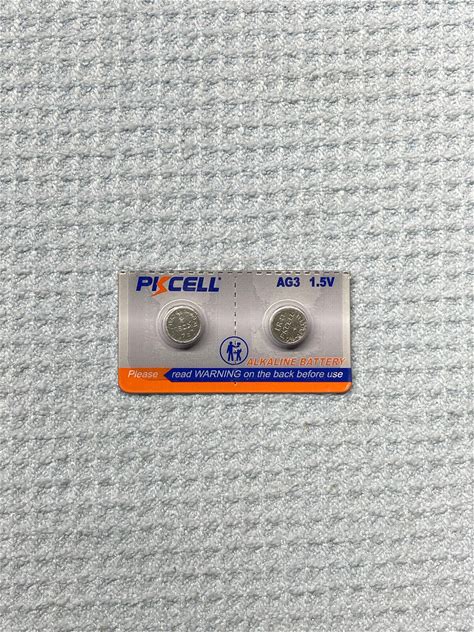 PKCELL
AG3 1.5V
ALKALINE BATTERY
Please read WARNING on the back before use